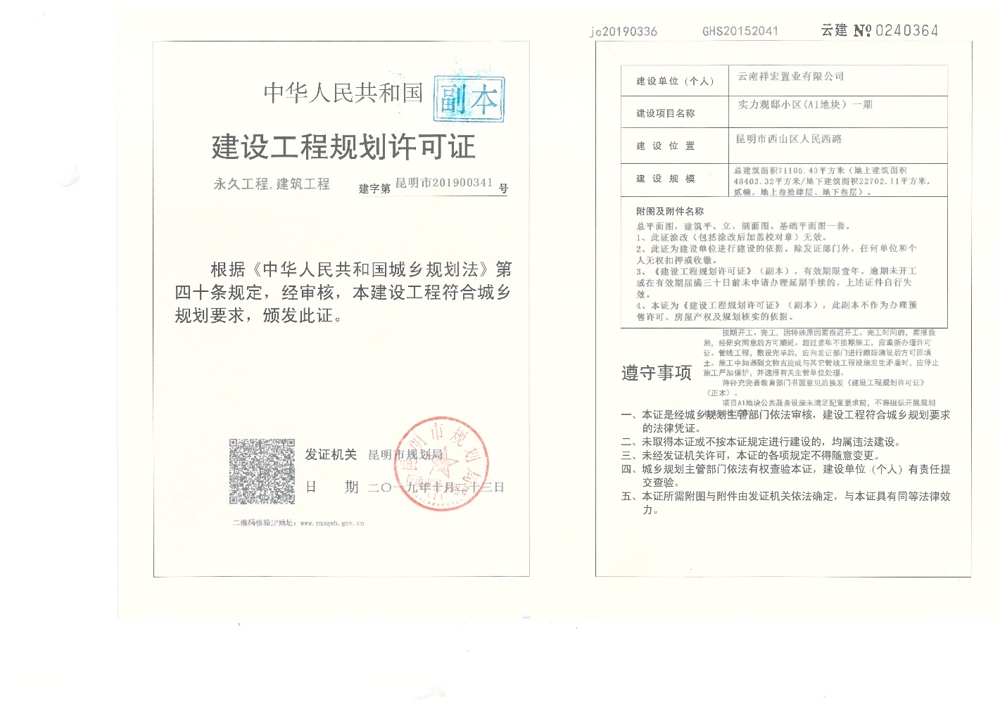 jc20190336 GHS20152041 云建 № 0240364
中华人民共和国
副本
建设工程规划许可证
永久工程,建筑工程 建字第 昆明市201900341 号
根据《中华人民共和国城乡规划法》第
四十条规定，经审核，本建设工程符合城乡
规划要求，颁发此证。
发证机关 昆明市规划局
日 期 二〇一九年十月二十三日
昆明市规划局
二维码核验IP地址：www.ynsgwh.gov.cn
建设单位（个人） 云南祥宏置业有限公司
建设项目名称 实力观邸小区(A1地块）一期
建设位置 昆明市西山区人民西路
建设规模
总建筑面积71105.43平方米（地上建筑面积
48403.32平方米/地下建筑面积22702.11平方米，
贰幢，地上叁拾肆层、地下叁层）。
附图及附件名称
总平面图，建筑平、立、剖面图、基础平面图一套。
1、此证涂改（包括涂改后加盖校对章）无效。
2、此证为建设单位进行建设的依据。除发证部门外，任何单位和个
人无权扣押或收缴。
3、《建设工程规划许可证》（副本），有效期限壹年。逾期未开工
或在有效期届满三十日前未申请办理延期手续的，上述证件自行失
效。
4、本证为《建设工程规划许可证》（副本），此副本不作为办理预
售许可、房屋产权及规划核实的依据。
按期开工、完工，因特殊原因需推迟开工、完工时间的，需报我
局，经研究同意后方可顺延。超过壹年不按期施工，应重新办理许可
证。管线工程，敷设完毕后，应向发证部门进行跟踪测设后方可回填
土。施工中如遇到文物古迹或与其它管线工程设施发生矛盾时，应停止
施工严加保护，并速报有关主管单位处理。
待补充完善教育部门书面意见后换发《建设工程规划许可证》
（正本）。
项目A1地块公共服务设施未满足配置要求前，不得组织开展规划
遵守事项
一、本证是经城乡规划主管部门依法审核，建设工程符合城乡规划要求
的法律凭证。
二、未取得本证或不按本证规定进行建设的，均属违法建设。
三、未经发证机关许可，本证的各项规定不得随意变更。
四、城乡规划主管部门依法有权查验本证，建设单位（个人）有责任提
交查验。
五、本证所需附图与附件由发证机关依法确定，与本证具有同等法律效
力。